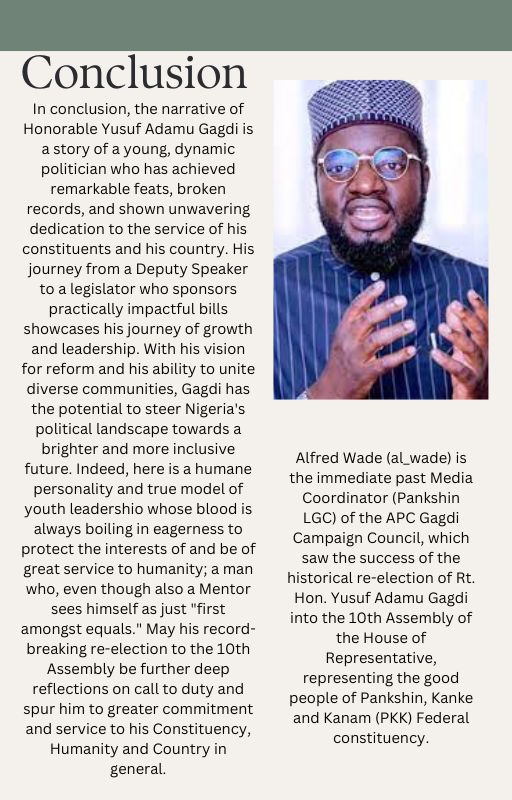 Conclusion
In conclusion, the narrative of
Honorable Yusuf Adamu Gagdi is
a story of a young, dynamic
politician who has achieved
remarkable feats, broken
records, and shown unwavering
dedication to the service of his
constituents and his country. His
journey from a Deputy Speaker
to a legislator who sponsors
practically impactful bills
showcases his journey of growth
and leadership. With his vision
for reform and his ability to unite
diverse communities, Gagdi has
the potential to steer Nigeria's
political landscape towards a
brighter and more inclusive
future. Indeed, here is a humane
personality and true model of
youth leadershio whose blood is
always boiling in eagerness to
protect the interests of and be of
great service to humanity; a man
who, even though also a Mentor
sees himself as just "first
amongst equals." May his record-
breaking re-election to the 10th
Assembly be further deep
reflections on call to duty and
spur him to greater commitment
and service to his Constituency,
Humanity and Country in
general.
Alfred Wade (al_wade) is
the immediate past Media
Coordinator (Pankshin
LGC) of the APC Gagdi
Campaign Council, which
saw the success of the
historical re-election of Rt.
Hon. Yusuf Adamu Gagdi
into the 10th Assembly of
the House of
Representative,
representing the good
people of Pankshin, Kanke
and Kanam (PKK) Federal
constituency.